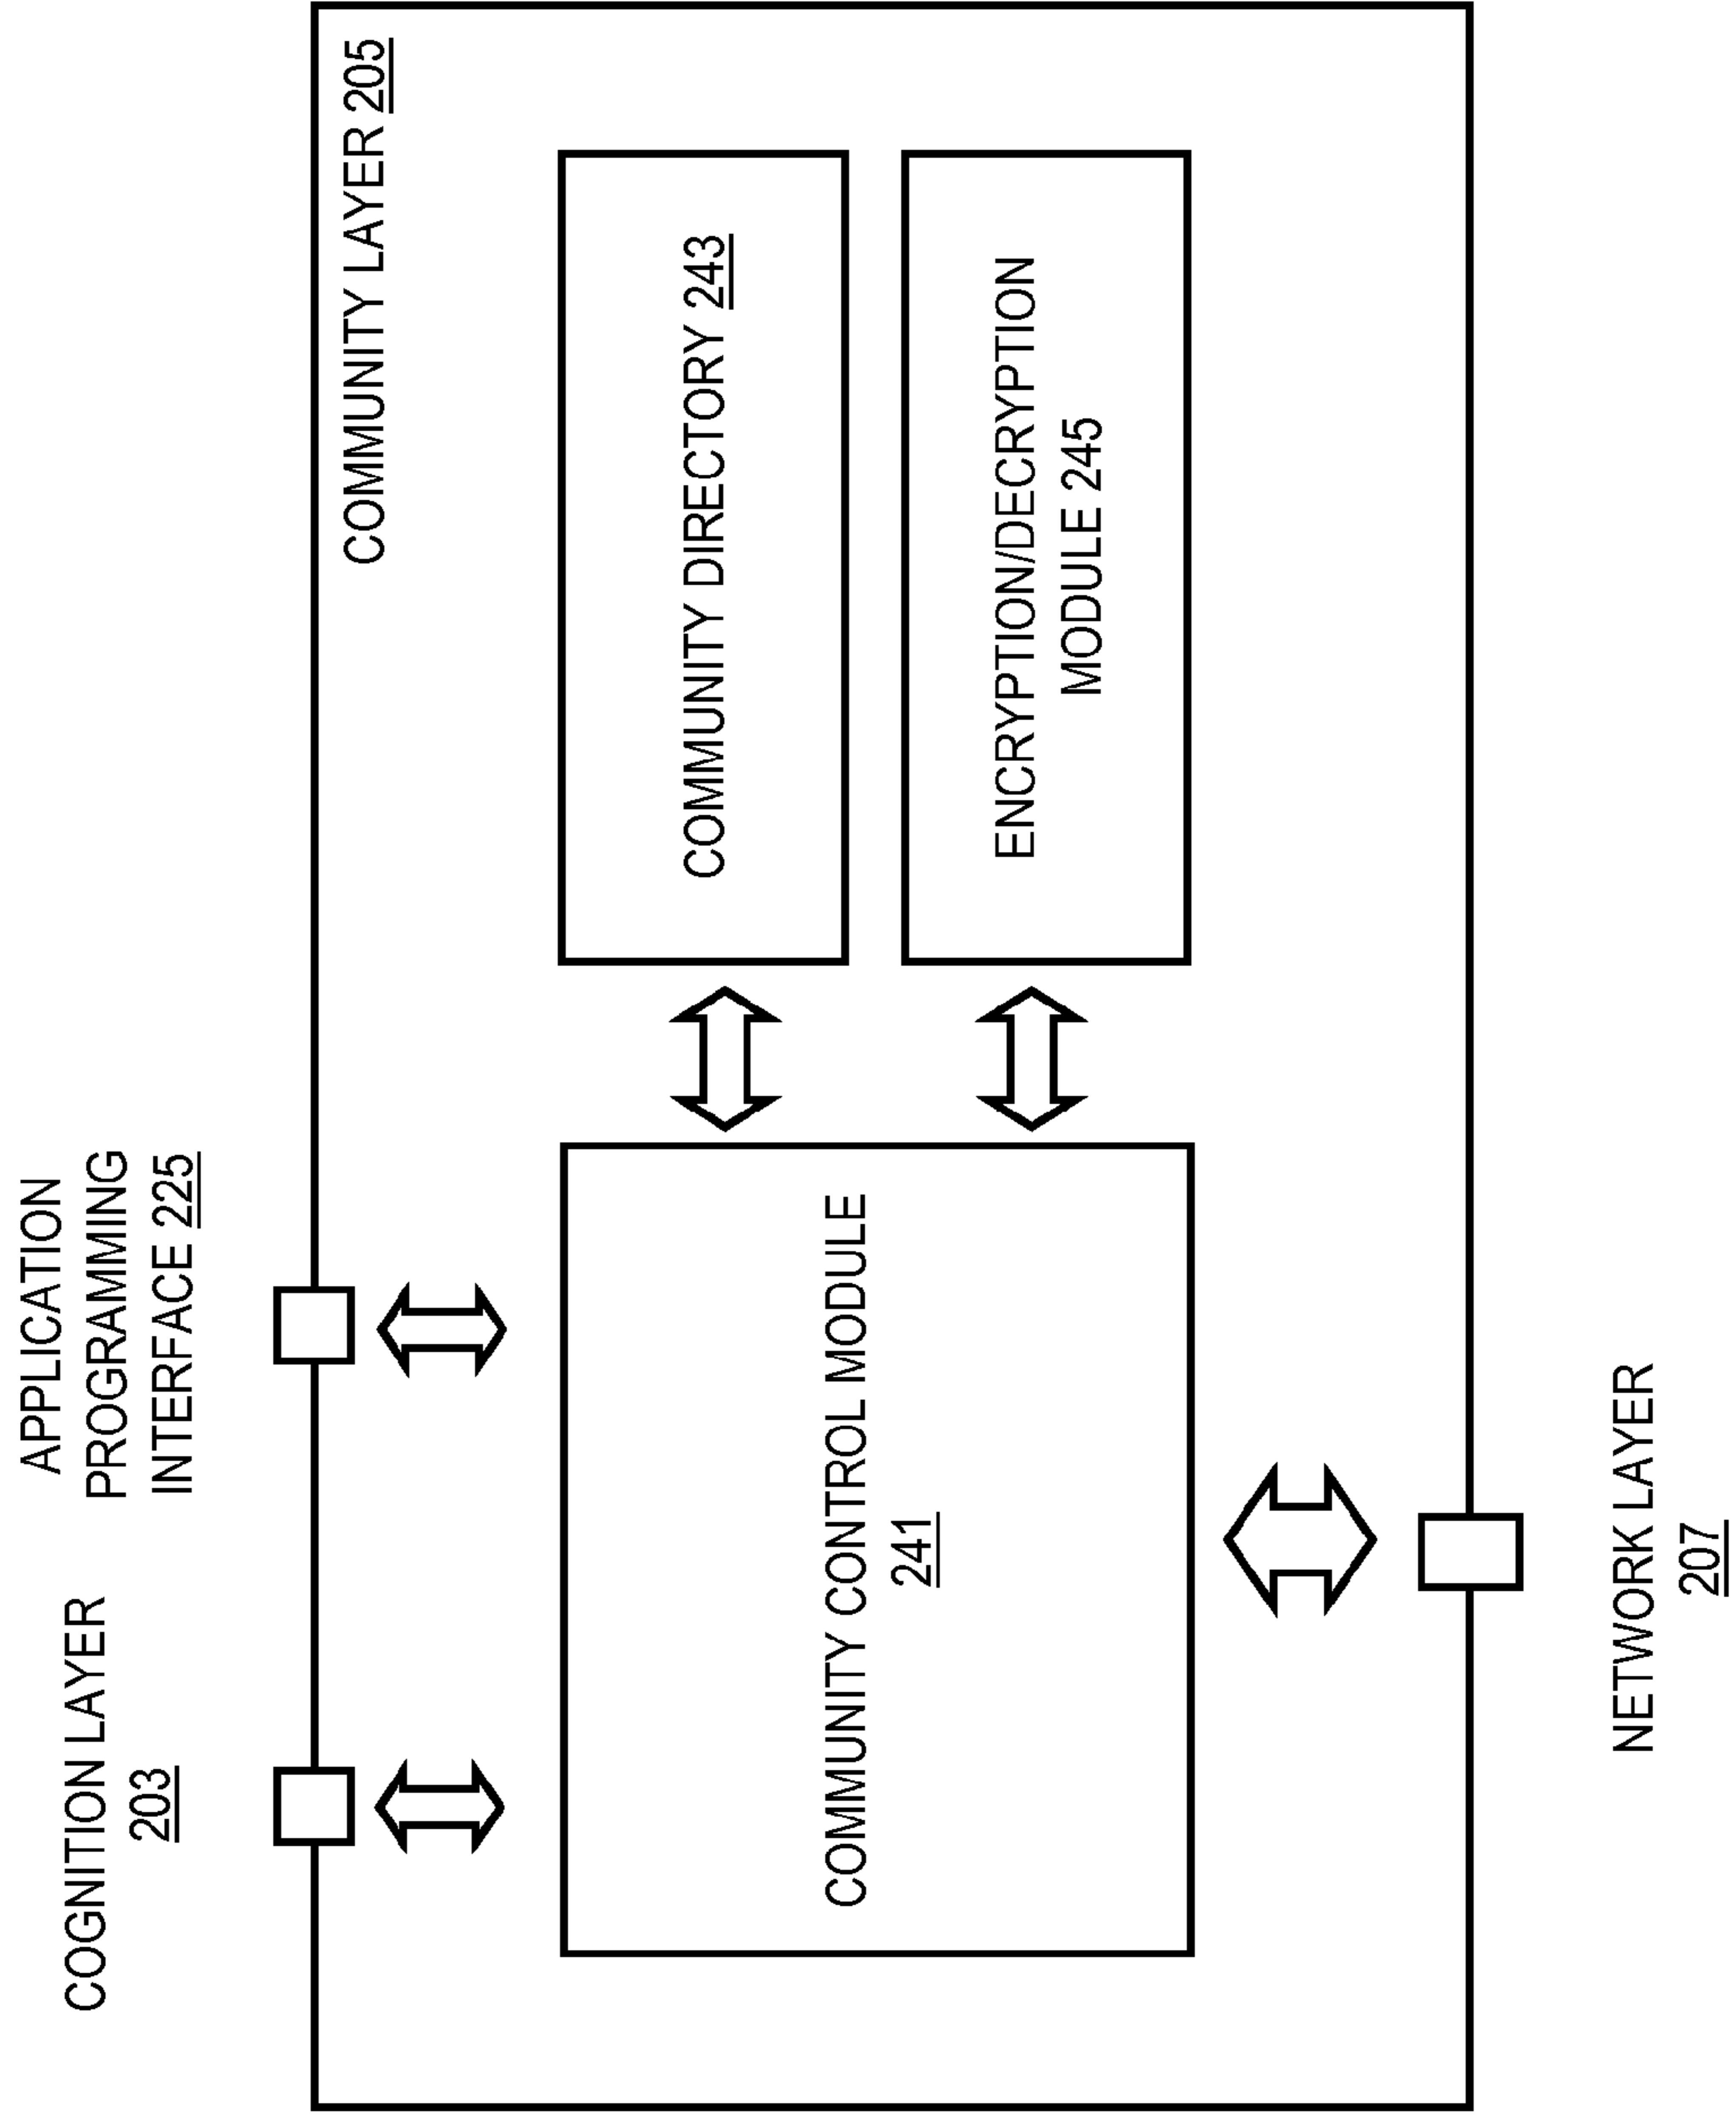 COGNITION LAYER
203
APPLICATION
PROGRAMMING
INTERFACE 225
COMMUNITY LAYER 205
COMMUNITY CONTROL MODULE
241
COMMUNITY DIRECTORY 243
ENCRYPTION/DECRYPTION
MODULE 245
NETWORK LAYER
207